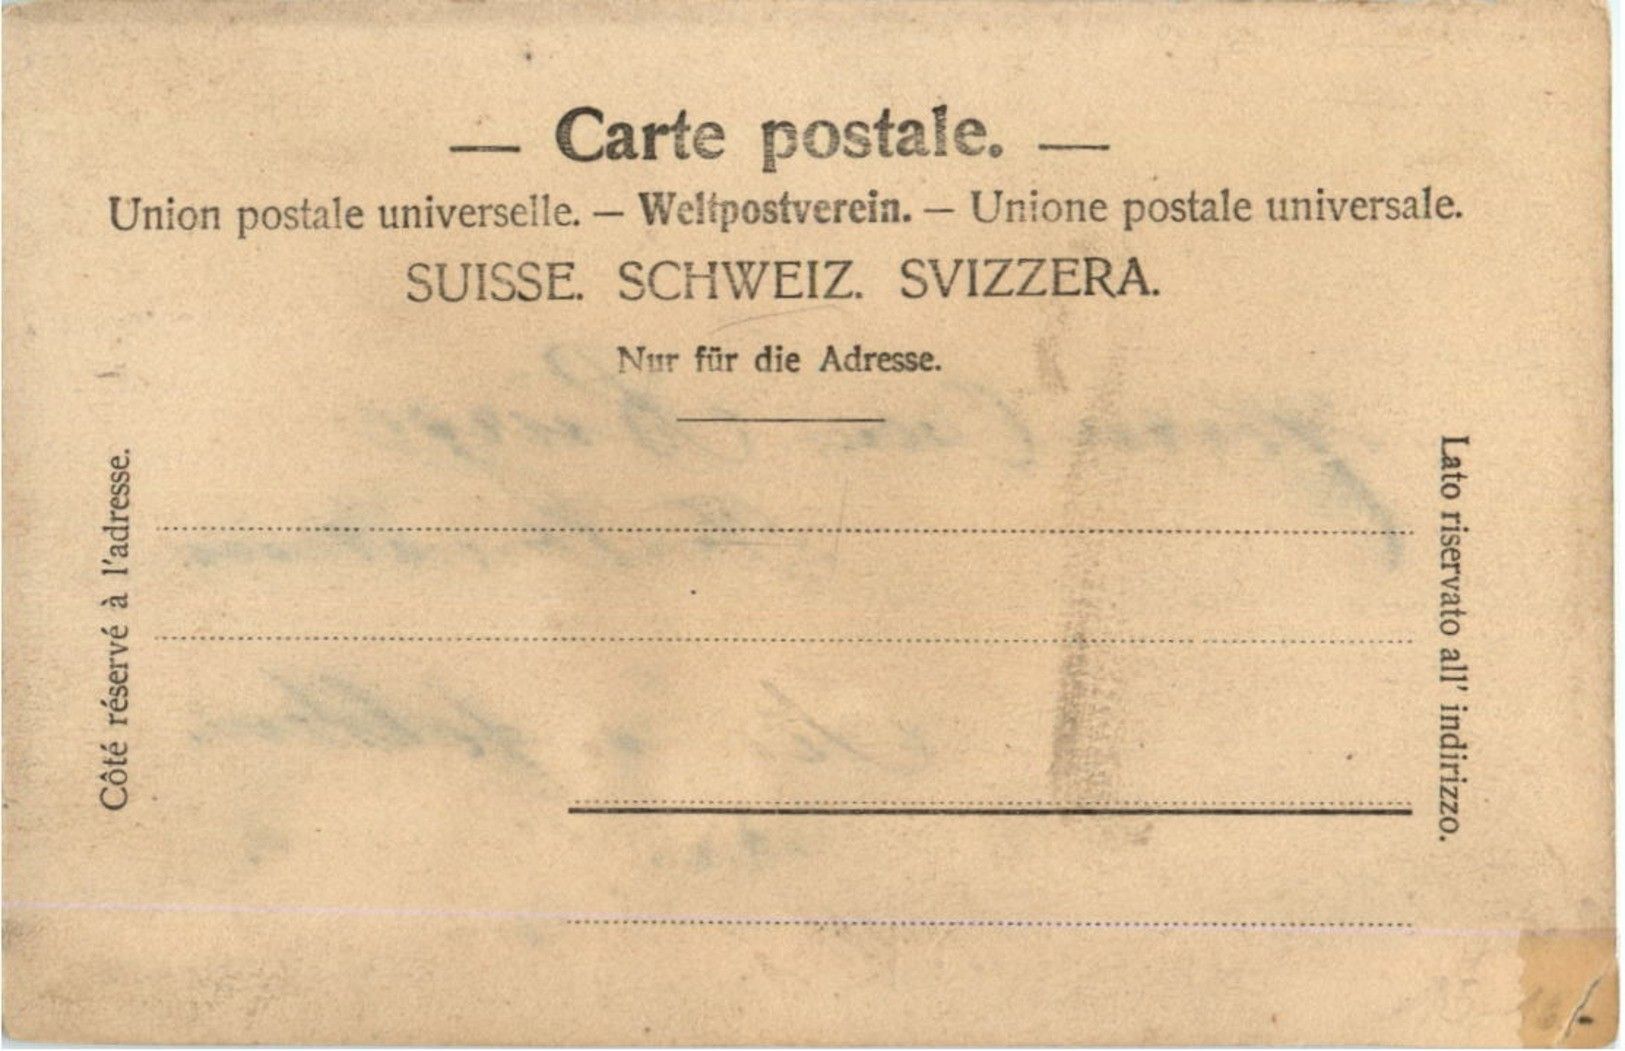 — Carte postale. —
Union postale universelle. — Weltpostverein. — Unione postale universale.
SUISSE. SCHWEIZ. SVIZZERA.
Nur für die Adresse.
Côté réservé à l'adresse.
Lato riservato all' indirizzo.